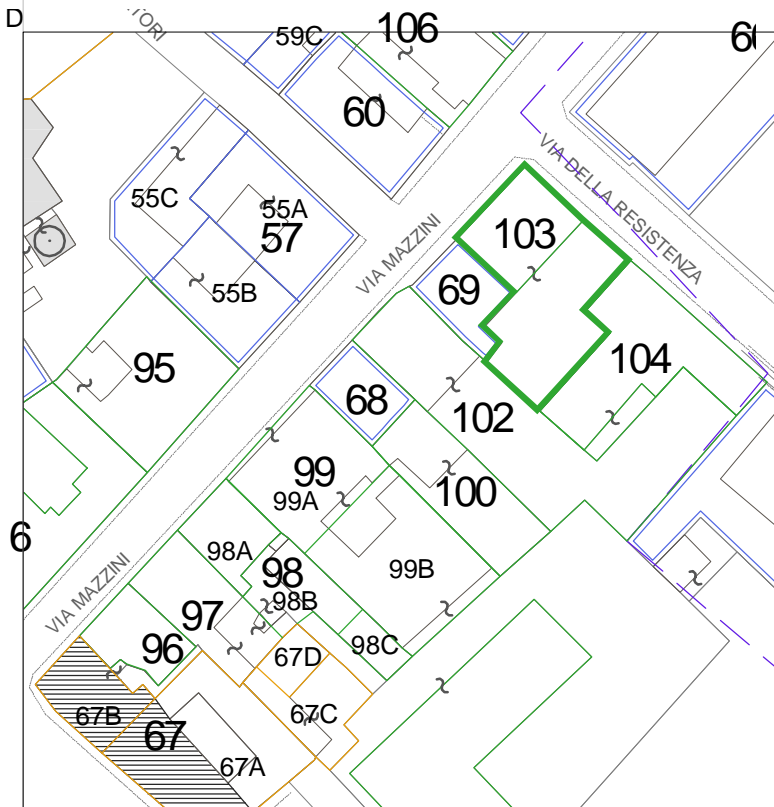 D
59C
106
60
VIA DELLA RESISTENZA
55C
55A
57
103
VIA MAZZINI
69
55B
95
104
68
102
99
99A
100
6
98A
98
99B
VIA MAZZINI
98B
97
96
98C
67D
67B
67C
67
67A